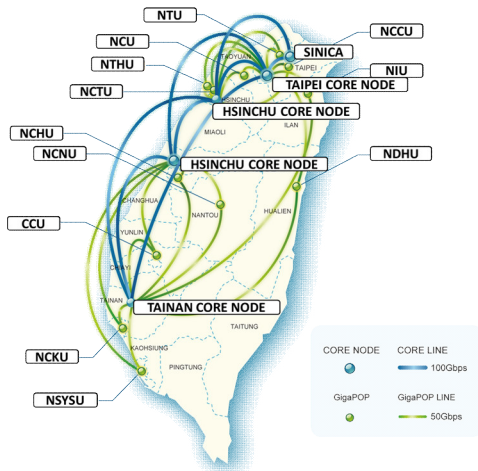 NTU
NCCU
NCU
SINICA
TAOYUAN
NTHU
TAIPEI
NIU
TAIPEI CORE NODE
NCTU
HSINCHU
HSINCHU CORE NODE
ILAN
MIAOLI
NCHU
NCNU
HSINCHU CORE NODE
NDHU
CHANGHUA
NANTOU
HUALIEN
CCU
YUNLIN
CHIAYI
TAINAN
TAINAN CORE NODE
TAITUNG
NCKU
KAOHSIUNG
PINGTUNG
NSYSU
CORE NODE CORE LINE
100Gbps
GigaPOP GigaPOP LINE
50Gbps